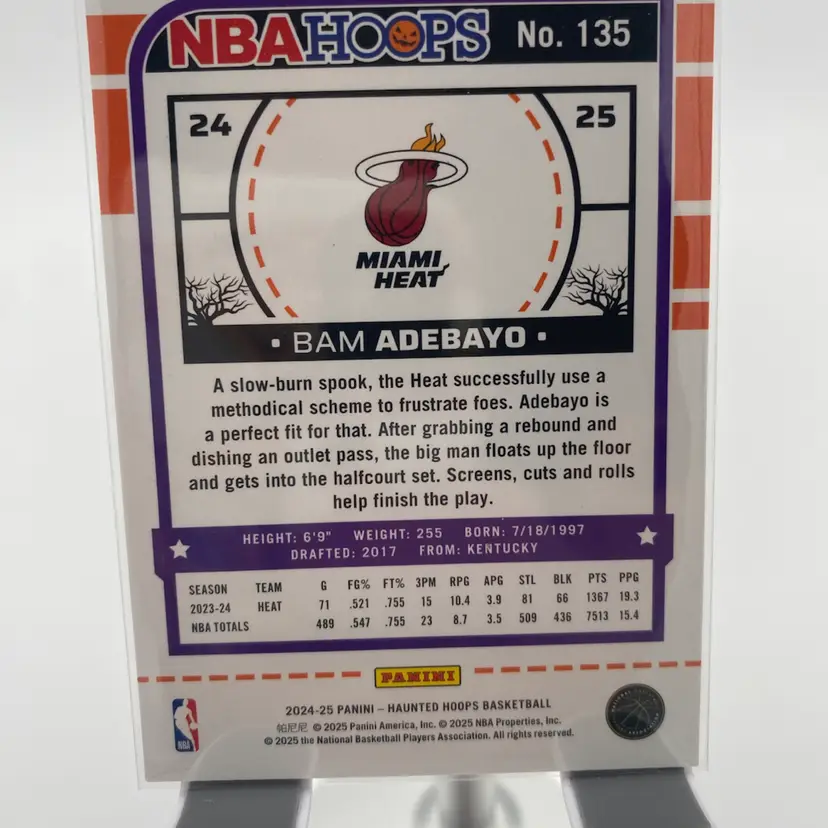 NBA HOOPS No. 135
24 25
MIAMI
HEAT
• BAM ADEBAYO •
A slow-burn spook, the Heat successfully use a
methodical scheme to frustrate foes. Adebayo is
a perfect fit for that. After grabbing a rebound and
dishing an outlet pass, the big man floats up the floor
and gets into the halfcourt set. Screens, cuts and rolls
help finish the play.
HEIGHT: 6'9" WEIGHT: 255 BORN: 7/18/1997
DRAFTED: 2017 FROM: KENTUCKY
SEASON TEAM G FG% FT% 3PM RPG APG STL BLK PTS PPG
2023-24 HEAT 71 .521 .755 15 10.4 3.9 81 66 1367 19.3
NBA TOTALS 489 .547 .755 23 8.7 3.5 509 436 7513 15.4
PANINI
2024-25 PANINI – HAUNTED HOOPS BASKETBALL
帕尼尼 © 2025 Panini America, Inc. © 2025 NBA Properties, Inc.
© 2025 the National Basketball Players Association. All rights reserved.
NBA